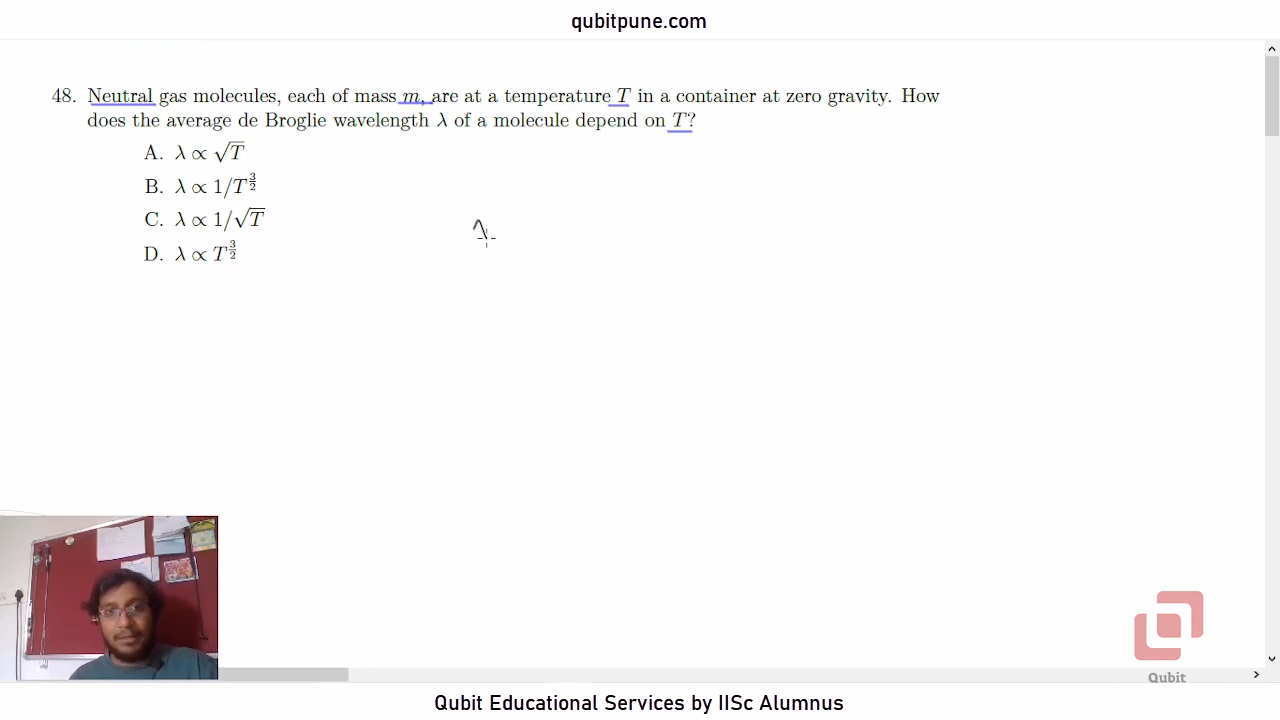 qubitpune.com
48. Neutral gas molecules, each of mass m, are at a temperature T in a container at zero gravity. How
does the average de Broglie wavelength λ of a molecule depend on T?
A. λ ∝ √T
B. λ ∝ 1/T^{3/2}
C. λ ∝ 1/√T
D. λ ∝ T^{3/2}
Qubit
Qubit Educational Services by IISc Alumnus